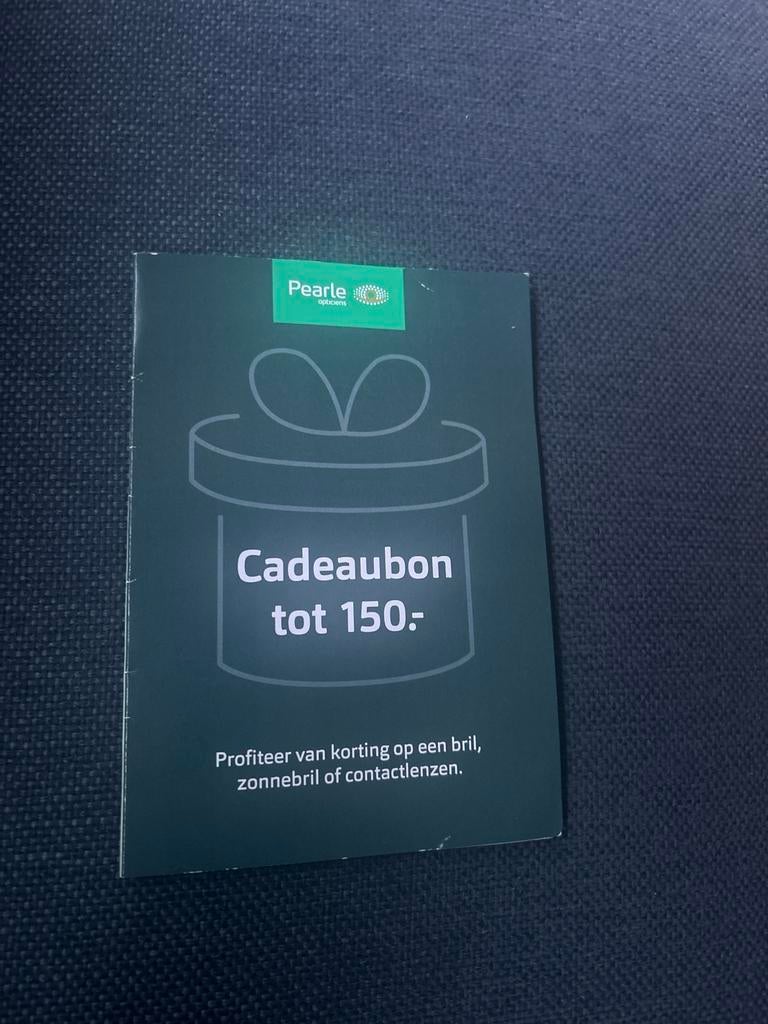 Pearle
opticiens
Cadeaubon
tot 150.-
Profiteer van korting op een bril,
zonnebril of contactlenzen.